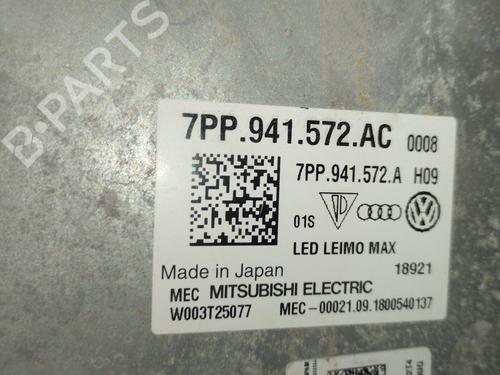 B-PARTS
7PP.941.572.AC 0008
7PP.941.572.A H09
01S
LED LEIMO MAX
Made in Japan 18921
MEC MITSUBISHI ELECTRIC
W003T25077 MEC-00021.09.1800540137